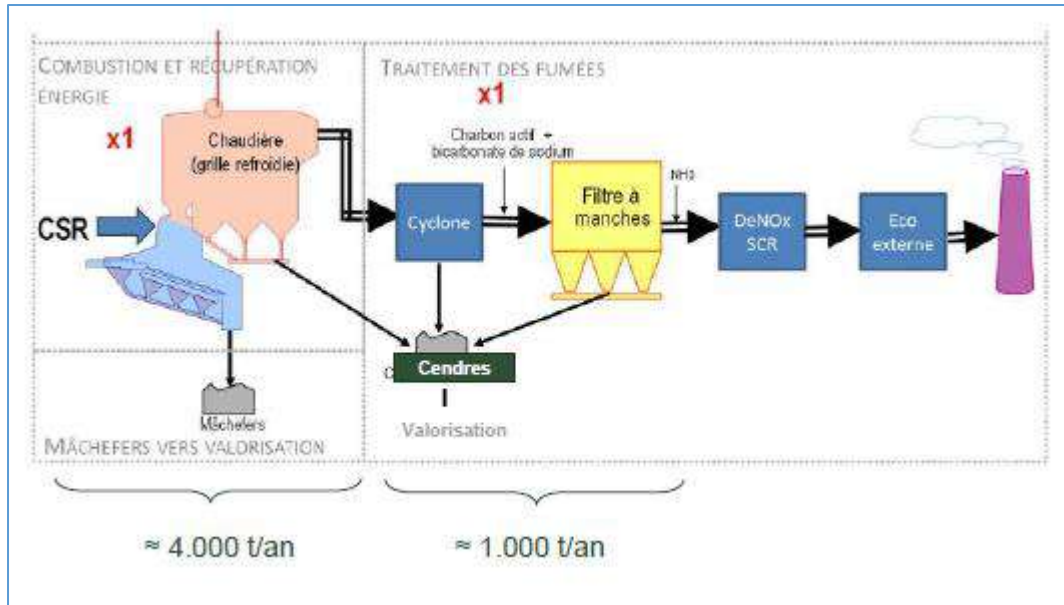 COMBUSTION ET RÉCUPÉRATION
ÉNERGIE
x1
Chaudière
(grille refroidie)
CSR
Mâchefers
MÂCHEFERS VERS VALORISATION
≈ 4.000 t/an
TRAITEMENT DES FUMÉES
x1
Charbon actif +
bicarbonate de sodium
Cyclone
Filtre à
manches
NH3
DeNOx
SCR
Eco
externe
Cendres
Valorisation
≈ 1.000 t/an